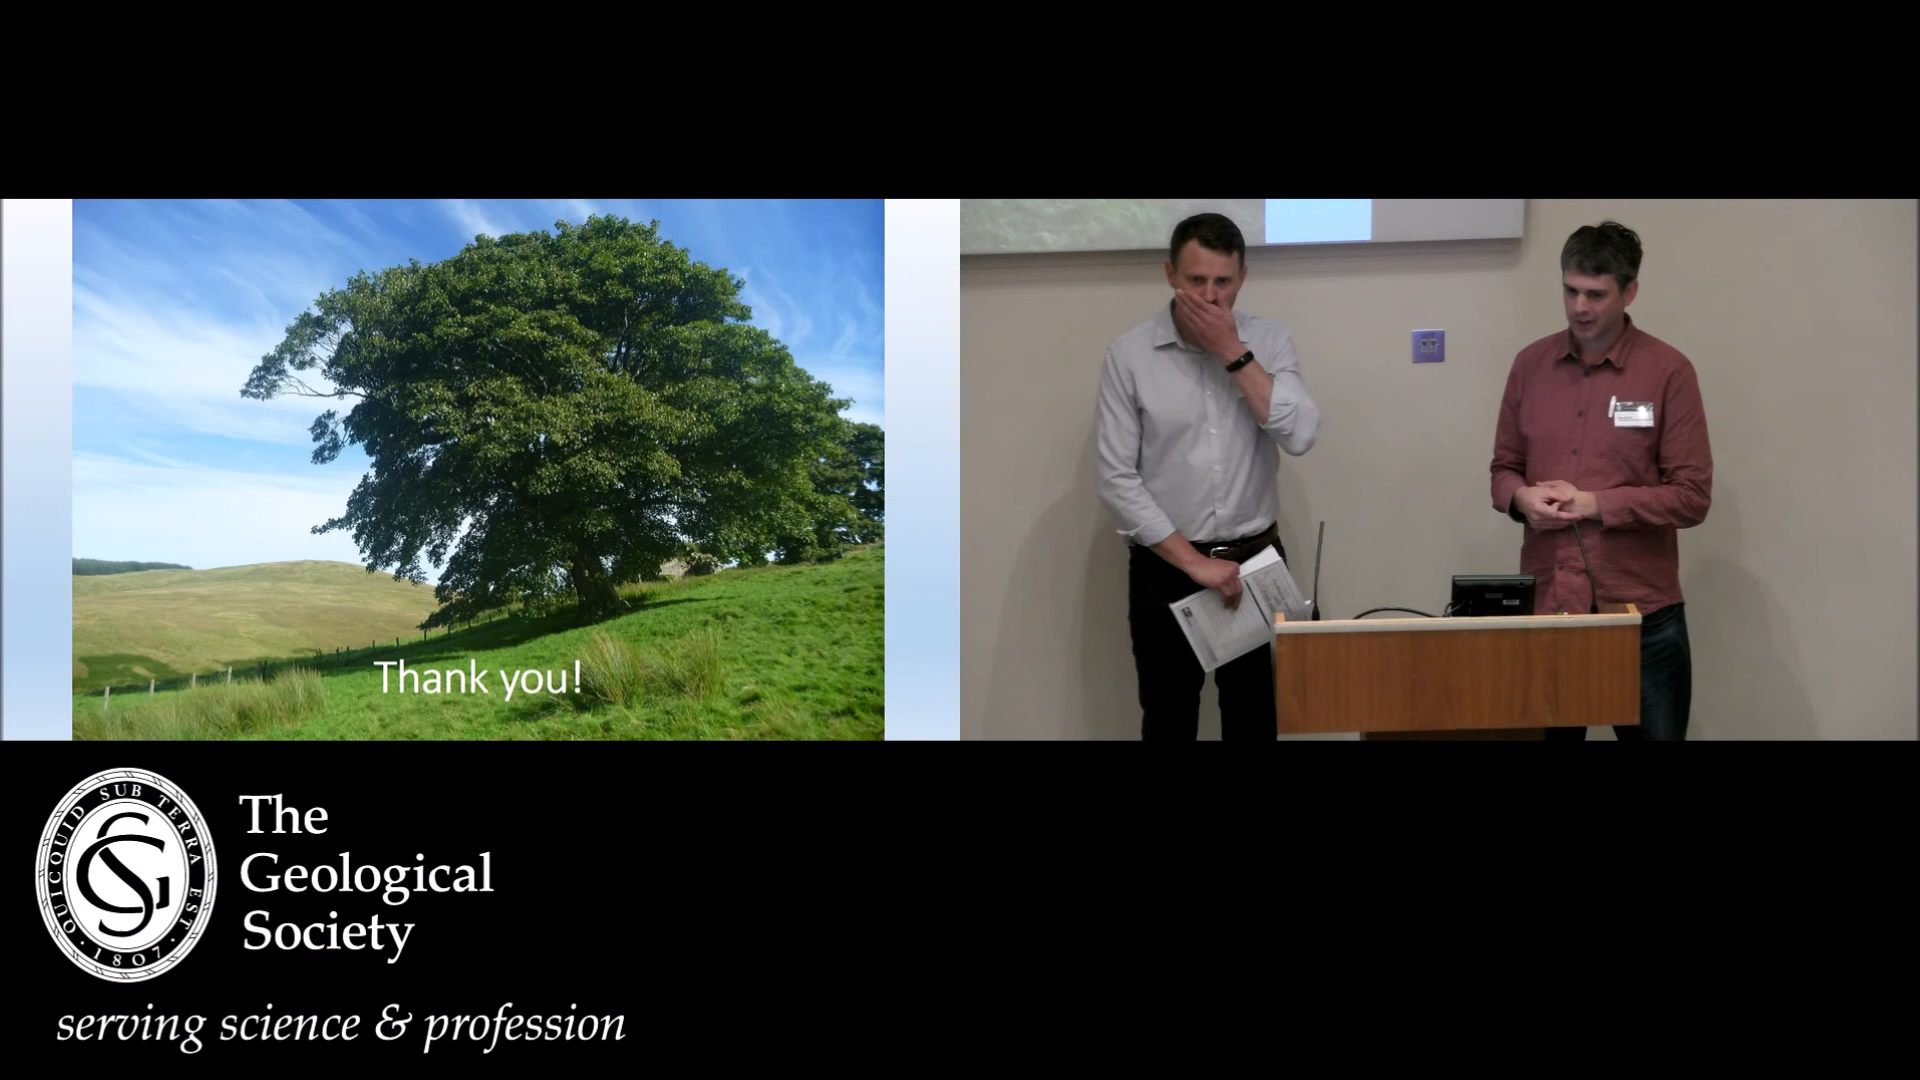 Thank you!
QUICQUID SUB TERRA EST
· 1807 ·
GS
The
Geological
Society
serving science & profession